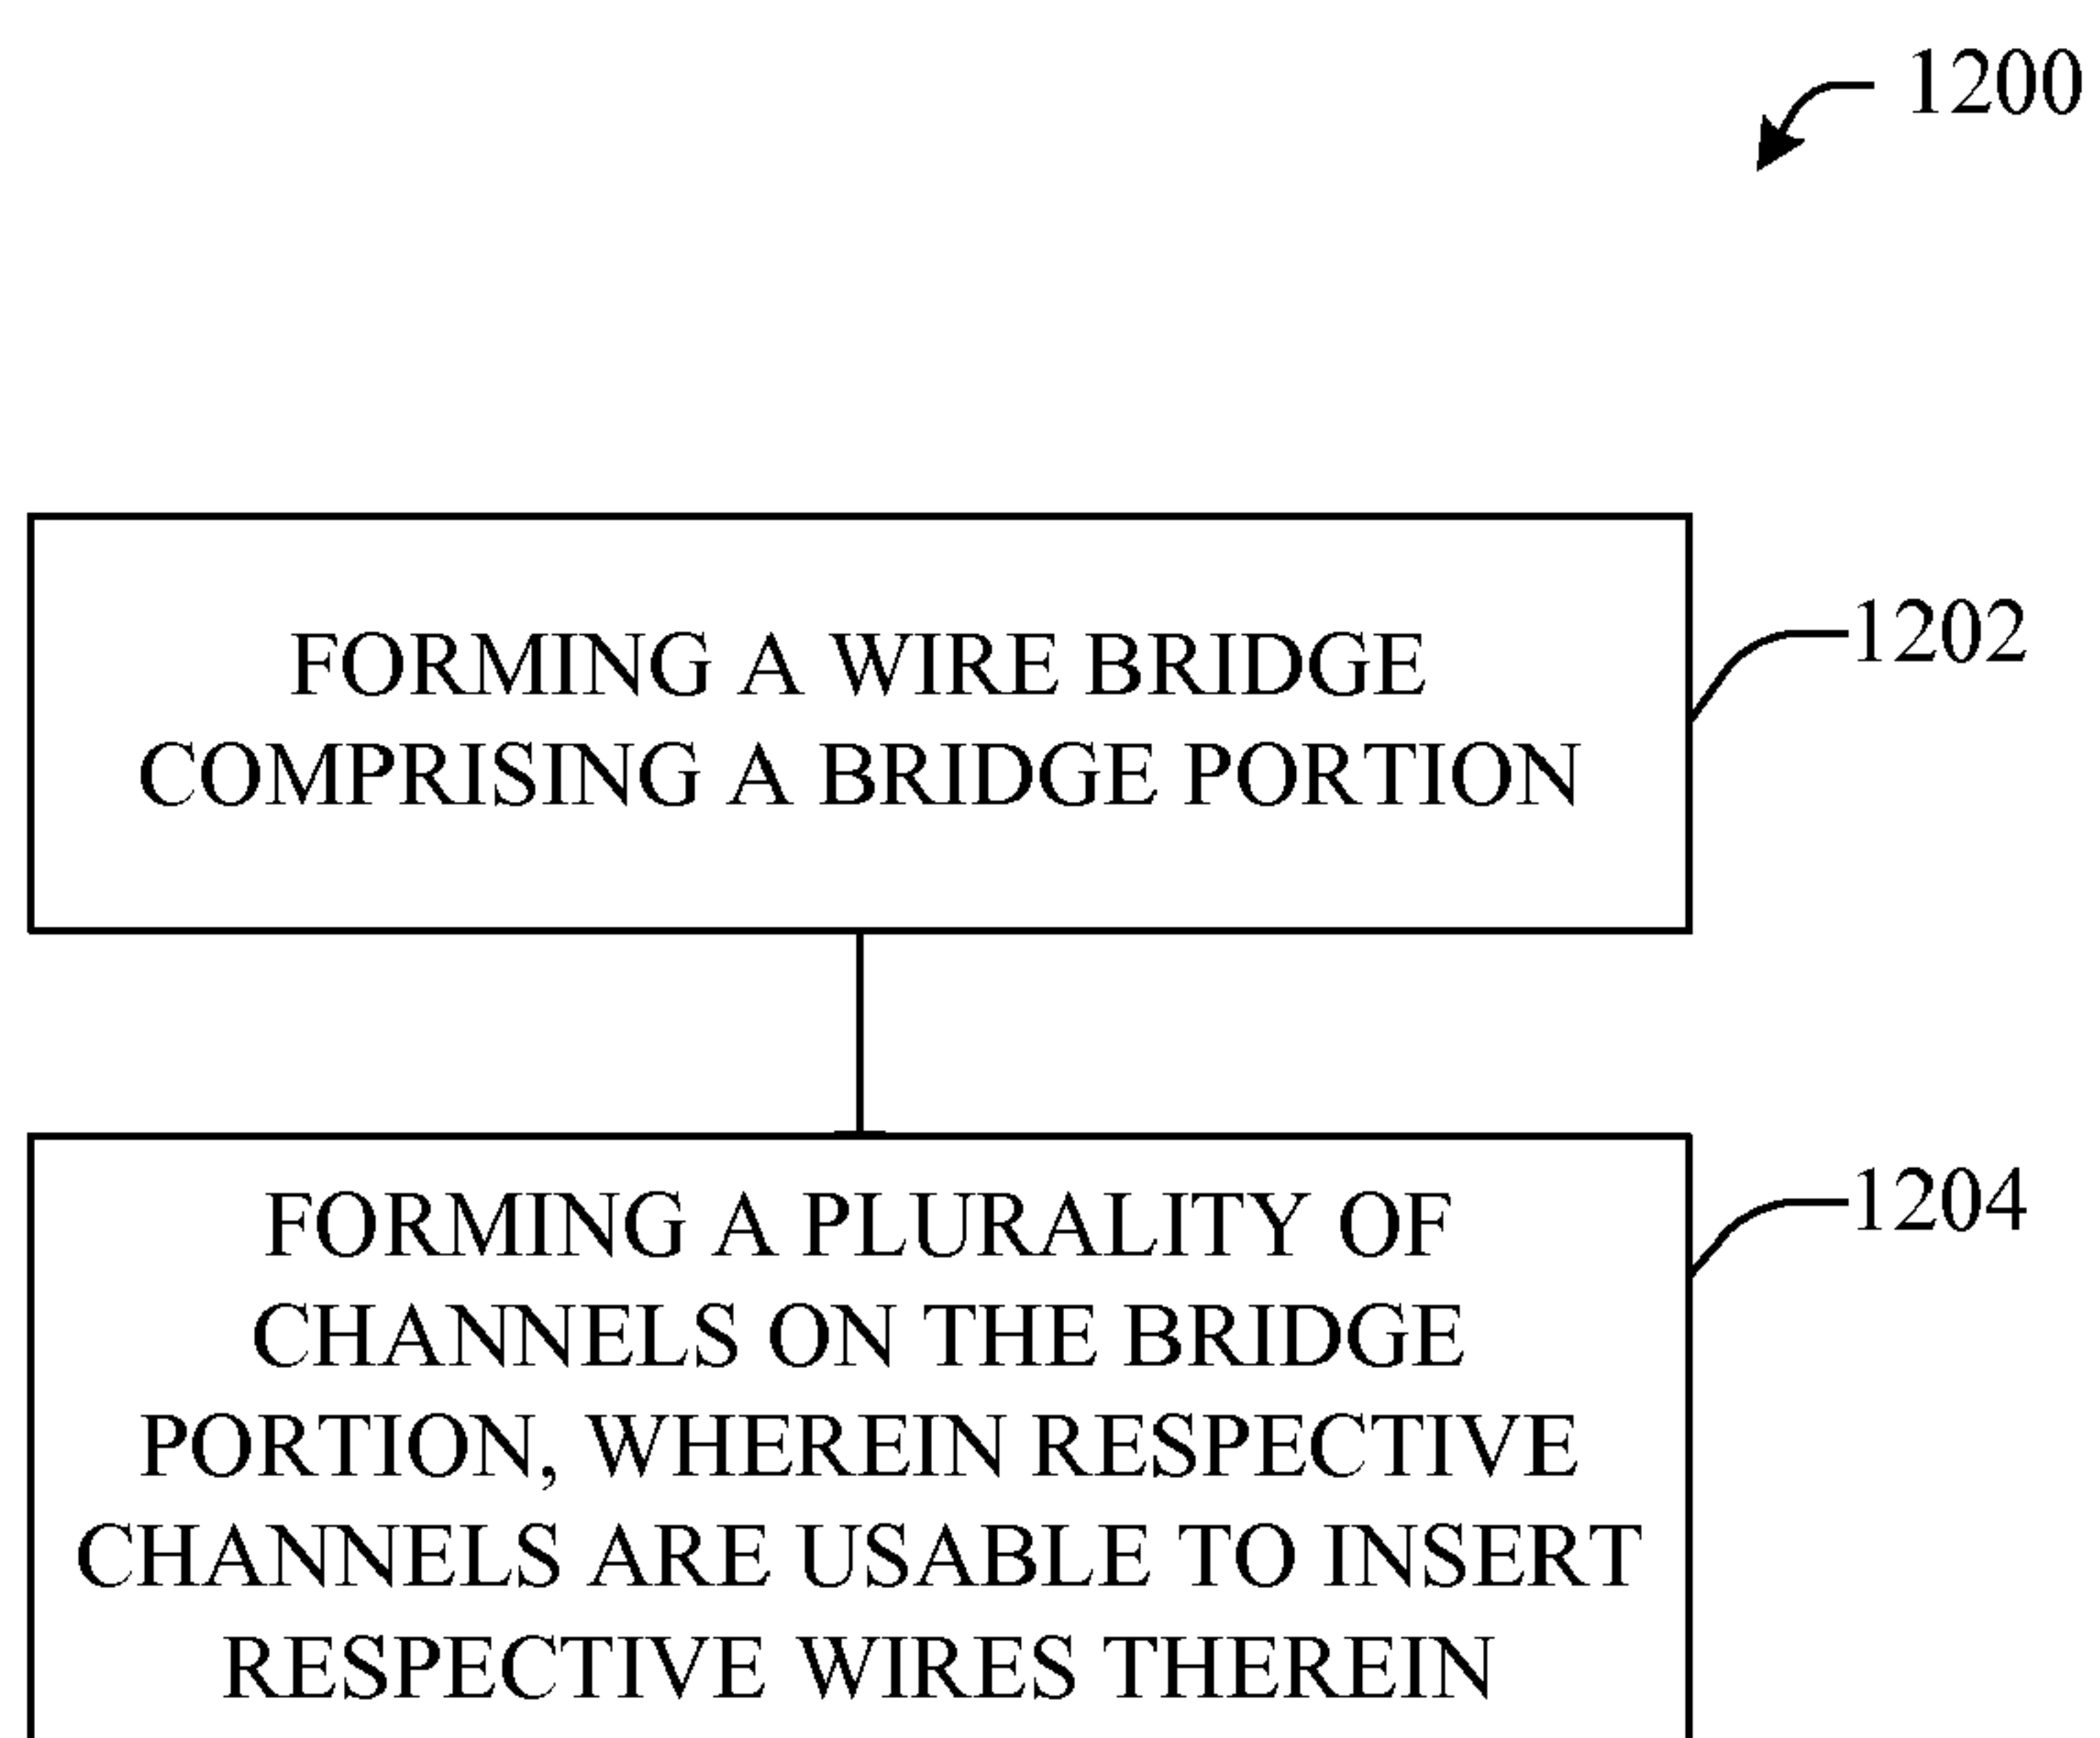 1200
FORMING A WIRE BRIDGE
COMPRISING A BRIDGE PORTION
1202
FORMING A PLURALITY OF
CHANNELS ON THE BRIDGE
PORTION, WHEREIN RESPECTIVE
CHANNELS ARE USABLE TO INSERT
RESPECTIVE WIRES THEREIN
1204